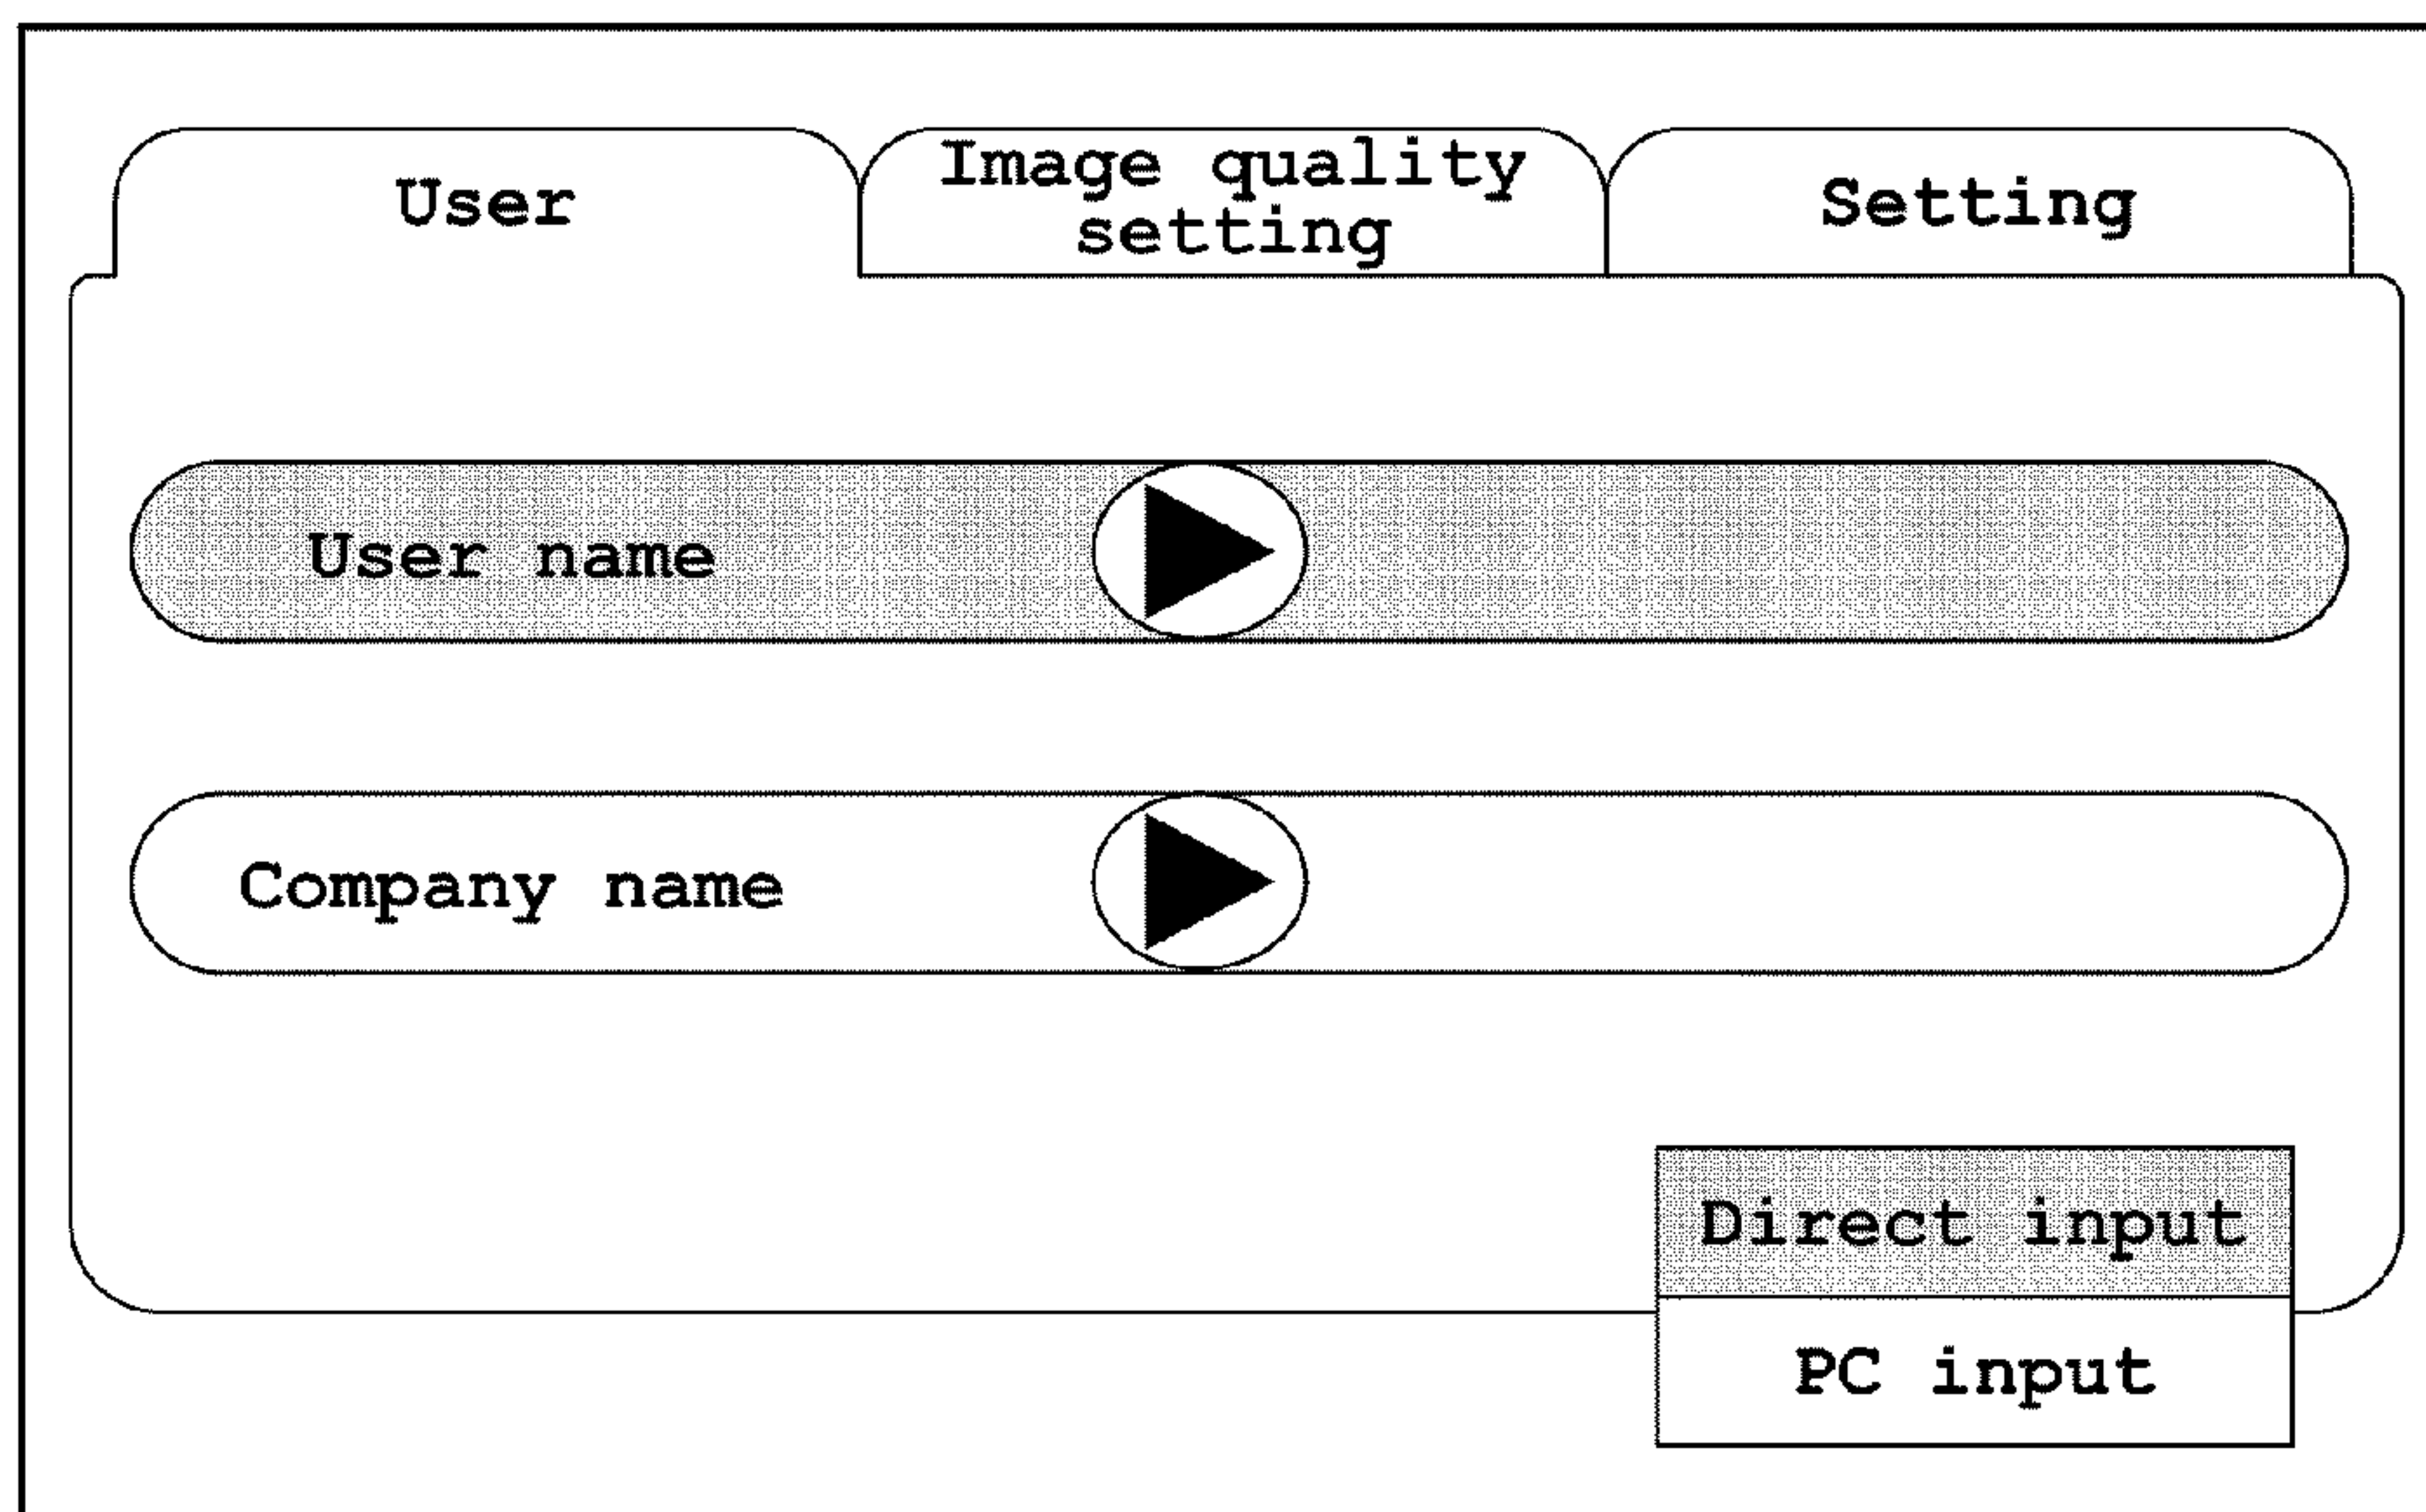 User
Image quality
setting
Setting
User name
Company name
Direct input
PC input